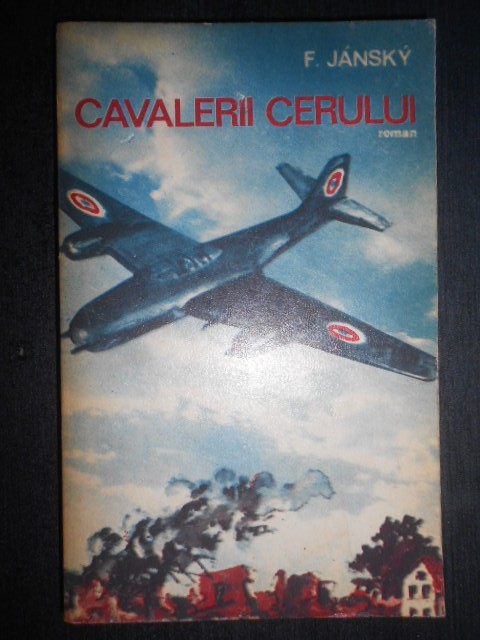 F. JÁNSKÝ
CAVALERII CERULUI
roman